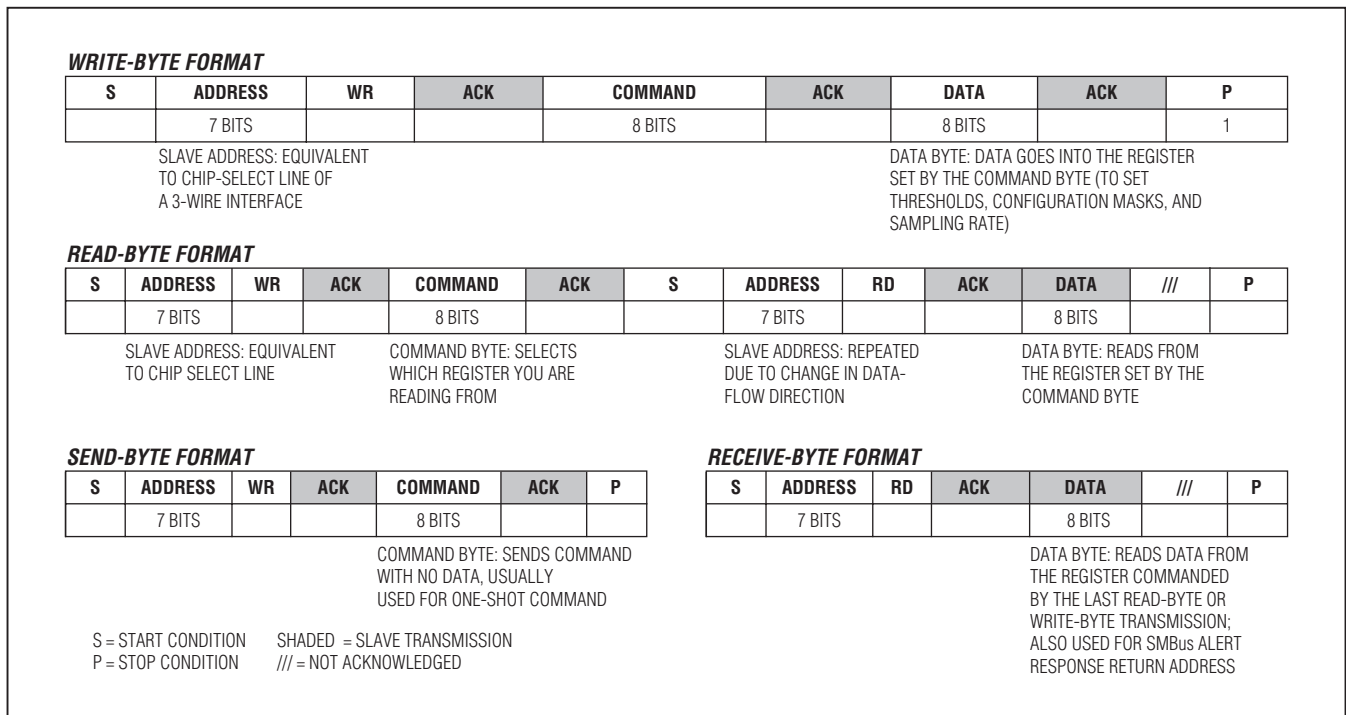 WRITE-BYTE FORMAT
S ADDRESS WR ACK COMMAND ACK DATA ACK P
7 BITS 8 BITS 8 BITS 1
SLAVE ADDRESS: EQUIVALENT
TO CHIP-SELECT LINE OF
A 3-WIRE INTERFACE
DATA BYTE: DATA GOES INTO THE REGISTER
SET BY THE COMMAND BYTE (TO SET
THRESHOLDS, CONFIGURATION MASKS, AND
SAMPLING RATE)
READ-BYTE FORMAT
S ADDRESS WR ACK COMMAND ACK S ADDRESS RD ACK DATA /// P
7 BITS 8 BITS 7 BITS 8 BITS
SLAVE ADDRESS: EQUIVALENT
TO CHIP SELECT LINE
COMMAND BYTE: SELECTS
WHICH REGISTER YOU ARE
READING FROM
SLAVE ADDRESS: REPEATED
DUE TO CHANGE IN DATA-
FLOW DIRECTION
DATA BYTE: READS FROM
THE REGISTER SET BY THE
COMMAND BYTE
SEND-BYTE FORMAT
S ADDRESS WR ACK COMMAND ACK P
7 BITS 8 BITS
COMMAND BYTE: SENDS COMMAND
WITH NO DATA, USUALLY
USED FOR ONE-SHOT COMMAND
RECEIVE-BYTE FORMAT
S ADDRESS RD ACK DATA /// P
7 BITS 8 BITS
DATA BYTE: READS DATA FROM
THE REGISTER COMMANDED
BY THE LAST READ-BYTE OR
WRITE-BYTE TRANSMISSION;
ALSO USED FOR SMBus ALERT
RESPONSE RETURN ADDRESS
S = START CONDITION SHADED = SLAVE TRANSMISSION
P = STOP CONDITION /// = NOT ACKNOWLEDGED